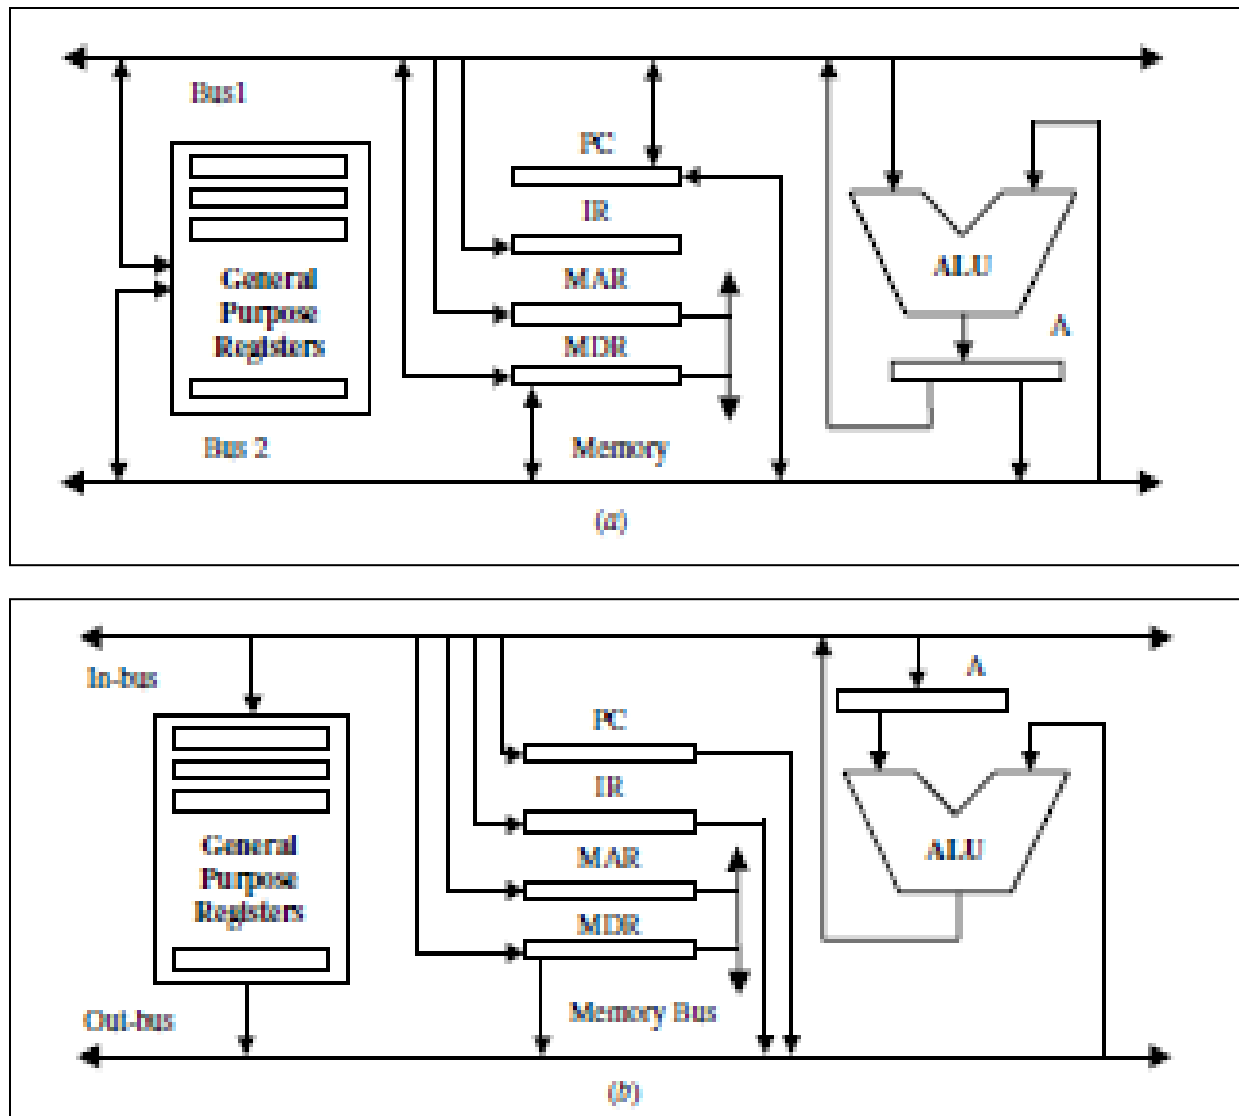 Bus1
PC
IR
General
Purpose
Registers
MAR
MDR
ALU
A
Bus 2
Memory
(a)
In-bus
A
PC
IR
General
Purpose
Registers
MAR
MDR
ALU
Out-bus
Memory Bus
(b)